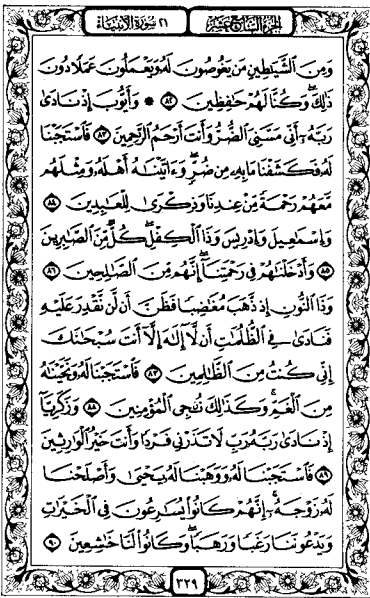 الجزء السابع عشر
٢١ سورة الأنبياء
وَمِنَ ٱلشَّيَٰطِينِ مَن يَغُوصُونَ لَهُۥ وَيَعْمَلُونَ عَمَلًا دُونَ
ذَٰلِكَ ۖ وَكُنَّا لَهُمْ حَٰفِظِينَ ٨٢ ۞ وَأَيُّوبَ إِذْ نَادَىٰ
رَبَّهُۥٓ أَنِّى مَسَّنِىَ ٱلضُّرُّ وَأَنتَ أَرْحَمُ ٱلرَّٰحِمِينَ ٨٣ فَٱسْتَجَبْنَا
لَهُۥ فَكَشَفْنَا مَا بِهِۦ مِن ضُرٍّ ۖ وَءَاتَيْنَٰهُ أَهْلَهُۥ وَمِثْلَهُم
مَّعَهُمْ رَحْمَةً مِّنْ عِندِنَا وَذِكْرَىٰ لِلْعَٰبِدِينَ ٨٤
وَإِسْمَٰعِيلَ وَإِدْرِيسَ وَذَا ٱلْكِفْلِ ۖ كُلٌّ مِّنَ ٱلصَّٰبِرِينَ
٨٥ وَأَدْخَلْنَٰهُمْ فِى رَحْمَتِنَآ ۖ إِنَّهُم مِّنَ ٱلصَّٰلِحِينَ ٨٦
وَذَا ٱلنُّونِ إِذ ذَّهَبَ مُغَٰضِبًا فَظَنَّ أَن لَّن نَّقْدِرَ عَلَيْهِ
فَنَادَىٰ فِى ٱلظُّلُمَٰتِ أَن لَّآ إِلَٰهَ إِلَّآ أَنتَ سُبْحَٰنَكَ
إِنِّى كُنتُ مِنَ ٱلظَّٰلِمِينَ ٨٧ فَٱسْتَجَبْنَا لَهُۥ وَنَجَّيْنَٰهُ
مِنَ ٱلْغَمِّ ۚ وَكَذَٰلِكَ نُۨجِى ٱلْمُؤْمِنِينَ ٨٨ وَزَكَرِيَّآ
إِذْ نَادَىٰ رَبَّهُۥ رَبِّ لَا تَذَرْنِى فَرْدًا وَأَنتَ خَيْرُ ٱلْوَٰرِثِينَ
٨٩ فَٱسْتَجَبْنَا لَهُۥ وَوَهَبْنَا لَهُۥ يَحْيَىٰ وَأَصْلَحْنَا
لَهُۥ زَوْجَهُۥٓ ۚ إِنَّهُمْ كَانُوا۟ يُسَٰرِعُونَ فِى ٱلْخَيْرَٰتِ
وَيَدْعُونَنَا رَغَبًا وَرَهَبًا ۖ وَكَانُوا۟ لَنَا خَٰشِعِينَ ٩٠
٣٢٩